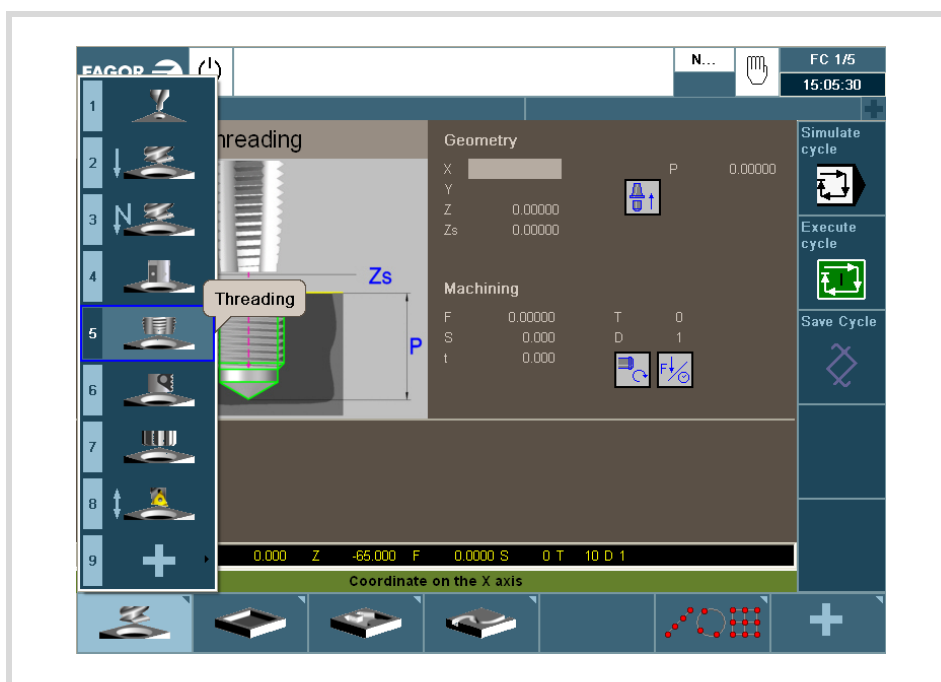 FAGOR
N...
FC 1/5
15:05:30
1
2
3
N
4
5
6
7
8
9
Threading
hreading
Zs
P
Geometry
X
Y
Z 0.00000
Zs 0.00000
P 0.00000
Machining
F 0.00000 T 0
S 0.000 D 1
t 0.000
F
Simulate
cycle
Execute
cycle
I
Save Cycle
0.000 Z -65.000 F 0.0000 S 0 T 10 D 1
Coordinate on the X axis